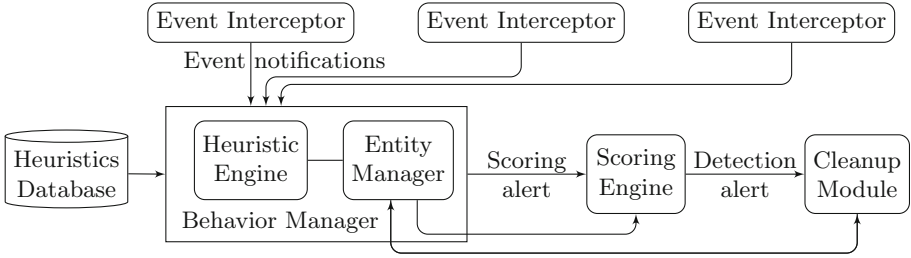 Event Interceptor
Event Interceptor
Event Interceptor
Event notifications
Heuristics
Database
Heuristic
Engine
Entity
Manager
Behavior Manager
Scoring
alert
Scoring
Engine
Detection
alert
Cleanup
Module